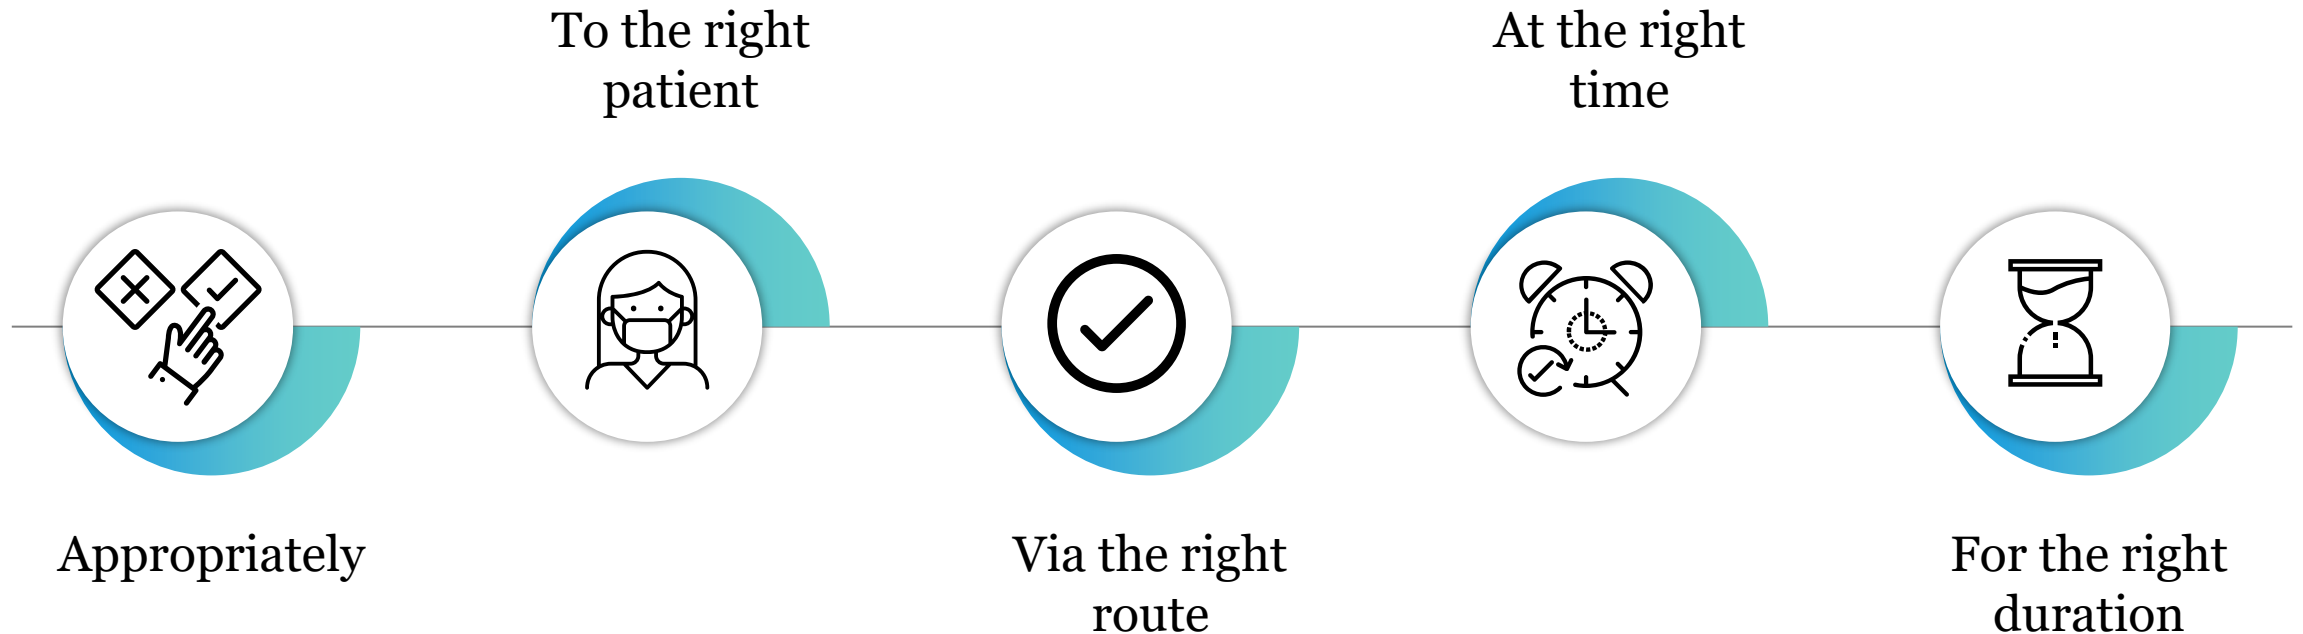 Appropriately
To the right
patient
Via the right
route
At the right
time
For the right
duration